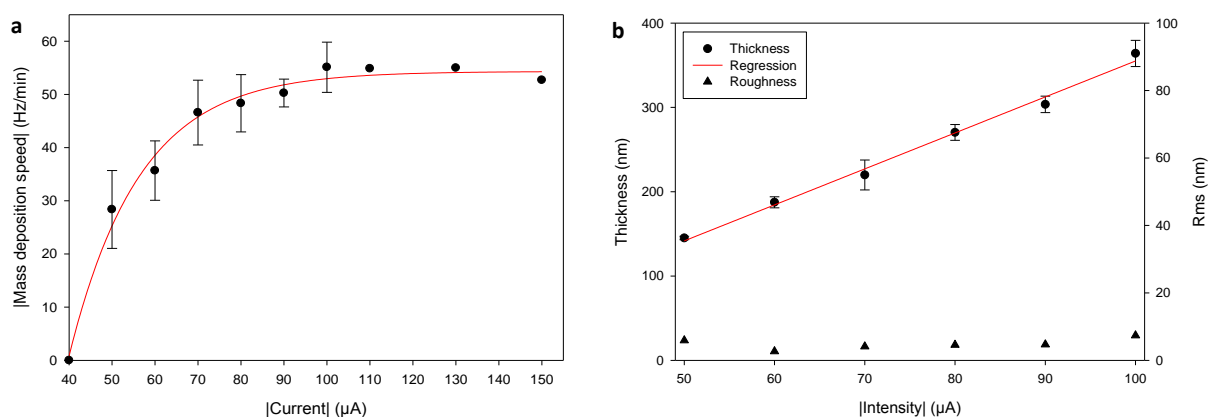 a
|Mass deposition speed| (Hz/min)
60
50
40
30
20
10
0
40 50 60 70 80 90 100 110 120 130 140 150
|Current| (µA)
b
Thickness (nm)
400
300
200
100
0
Thickness
Regression
Roughness
100
80
60
40
20
0
Rms (nm)
50 60 70 80 90 100
|Intensity| (µA)